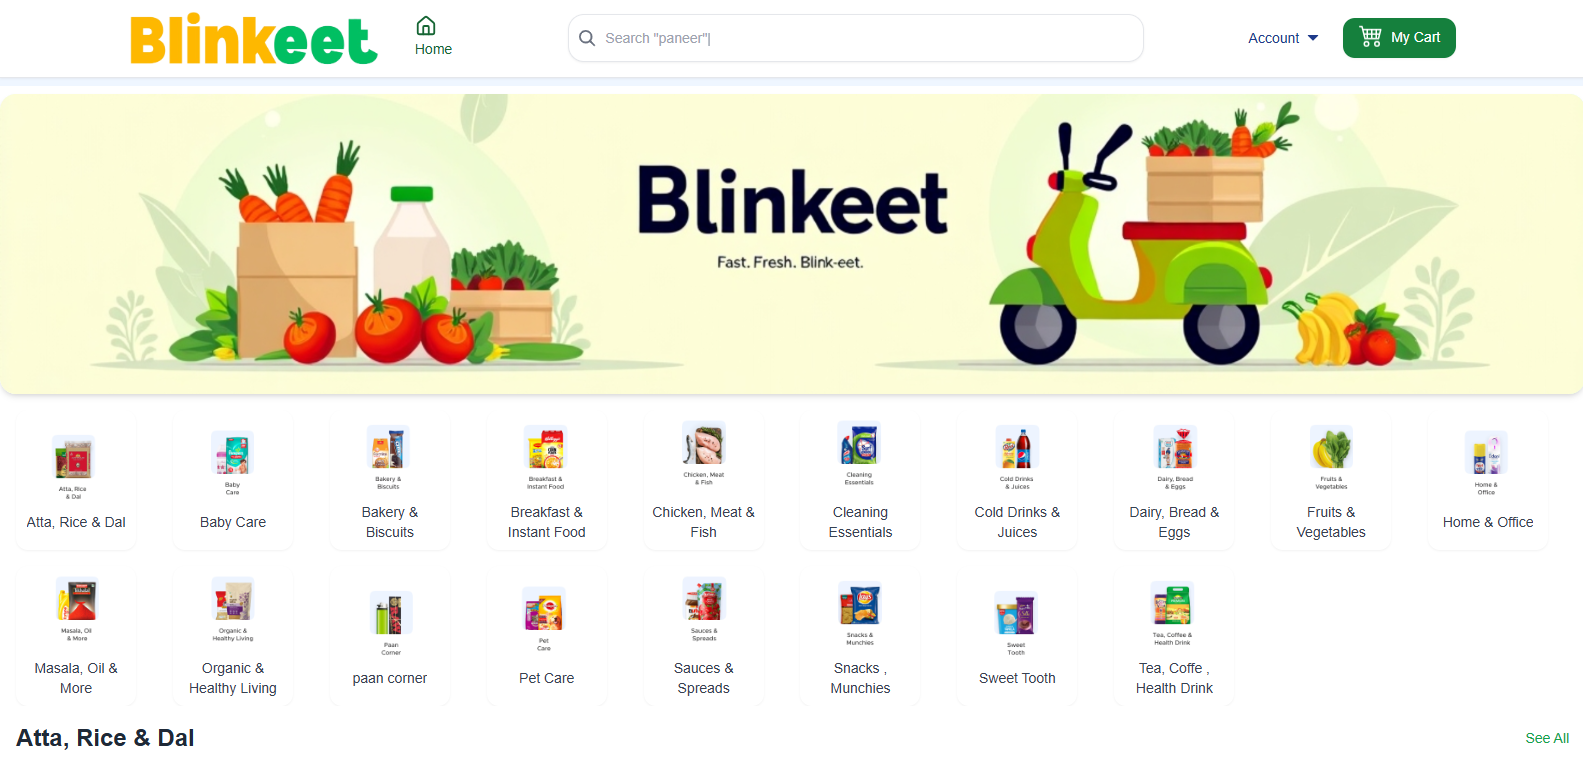 Blinkeet
Home
Search "paneer"|
Account
My Cart
Blinkeet
Fast. Fresh. Blink-eet.
Atta, Rice
& Dal
Atta, Rice & Dal
Baby
Care
Baby Care
Bakery &
Biscuits
Bakery &
Biscuits
Breakfast &
Instant Food
Breakfast &
Instant Food
Chicken, Meat
& Fish
Chicken, Meat &
Fish
Cleaning
Essentials
Cleaning
Essentials
Cold Drinks
& Juices
Cold Drinks &
Juices
Dairy, Bread
& Eggs
Dairy, Bread &
Eggs
Fruits &
Vegetables
Fruits &
Vegetables
Home &
Office
Home & Office
Masala, Oil
& More
Masala, Oil &
More
Organic &
Healthy Living
Organic &
Healthy Living
Paan
Corner
paan corner
Pet
Care
Pet Care
Sauces &
Spreads
Sauces &
Spreads
Snacks &
Munchies
Snacks ,
Munchies
Sweet
Tooth
Sweet Tooth
Tea, Coffee &
Health Drink
Tea, Coffe ,
Health Drink
Atta, Rice & Dal
See All